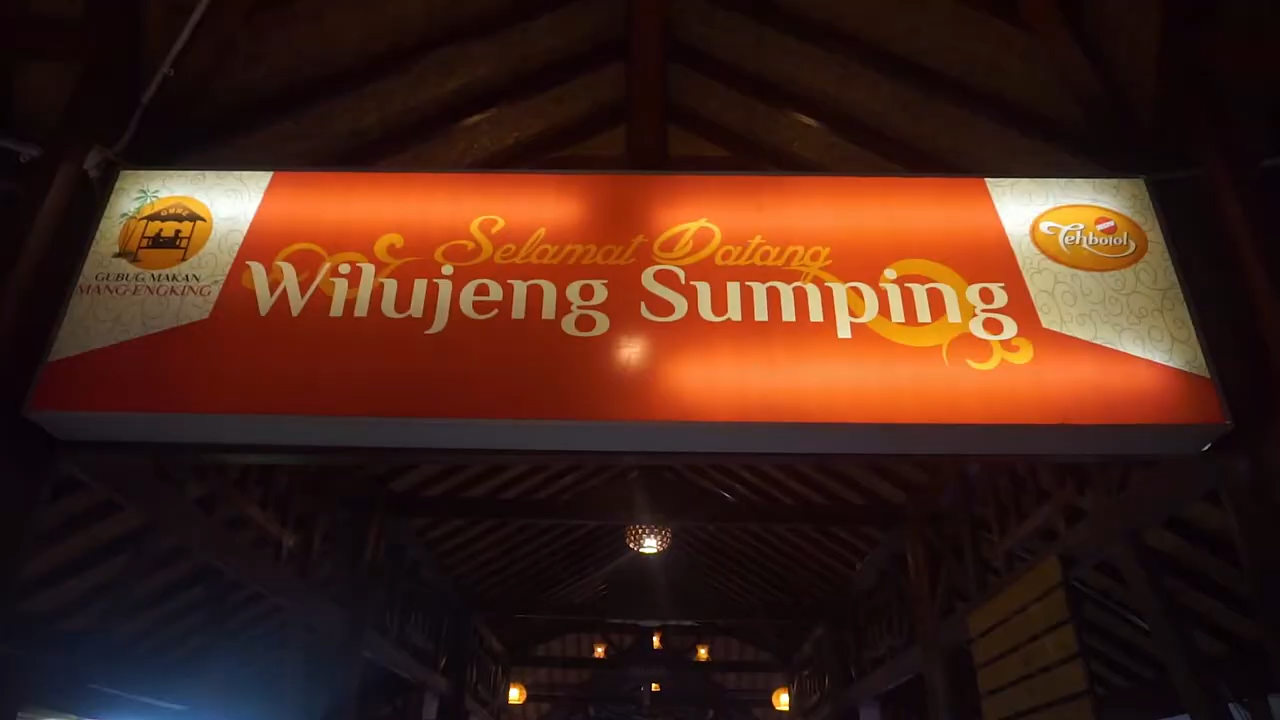 GUBUG MAKAN
MANG ENGKING
Selamat Datang
Wilujeng Sumping
Tehbotol